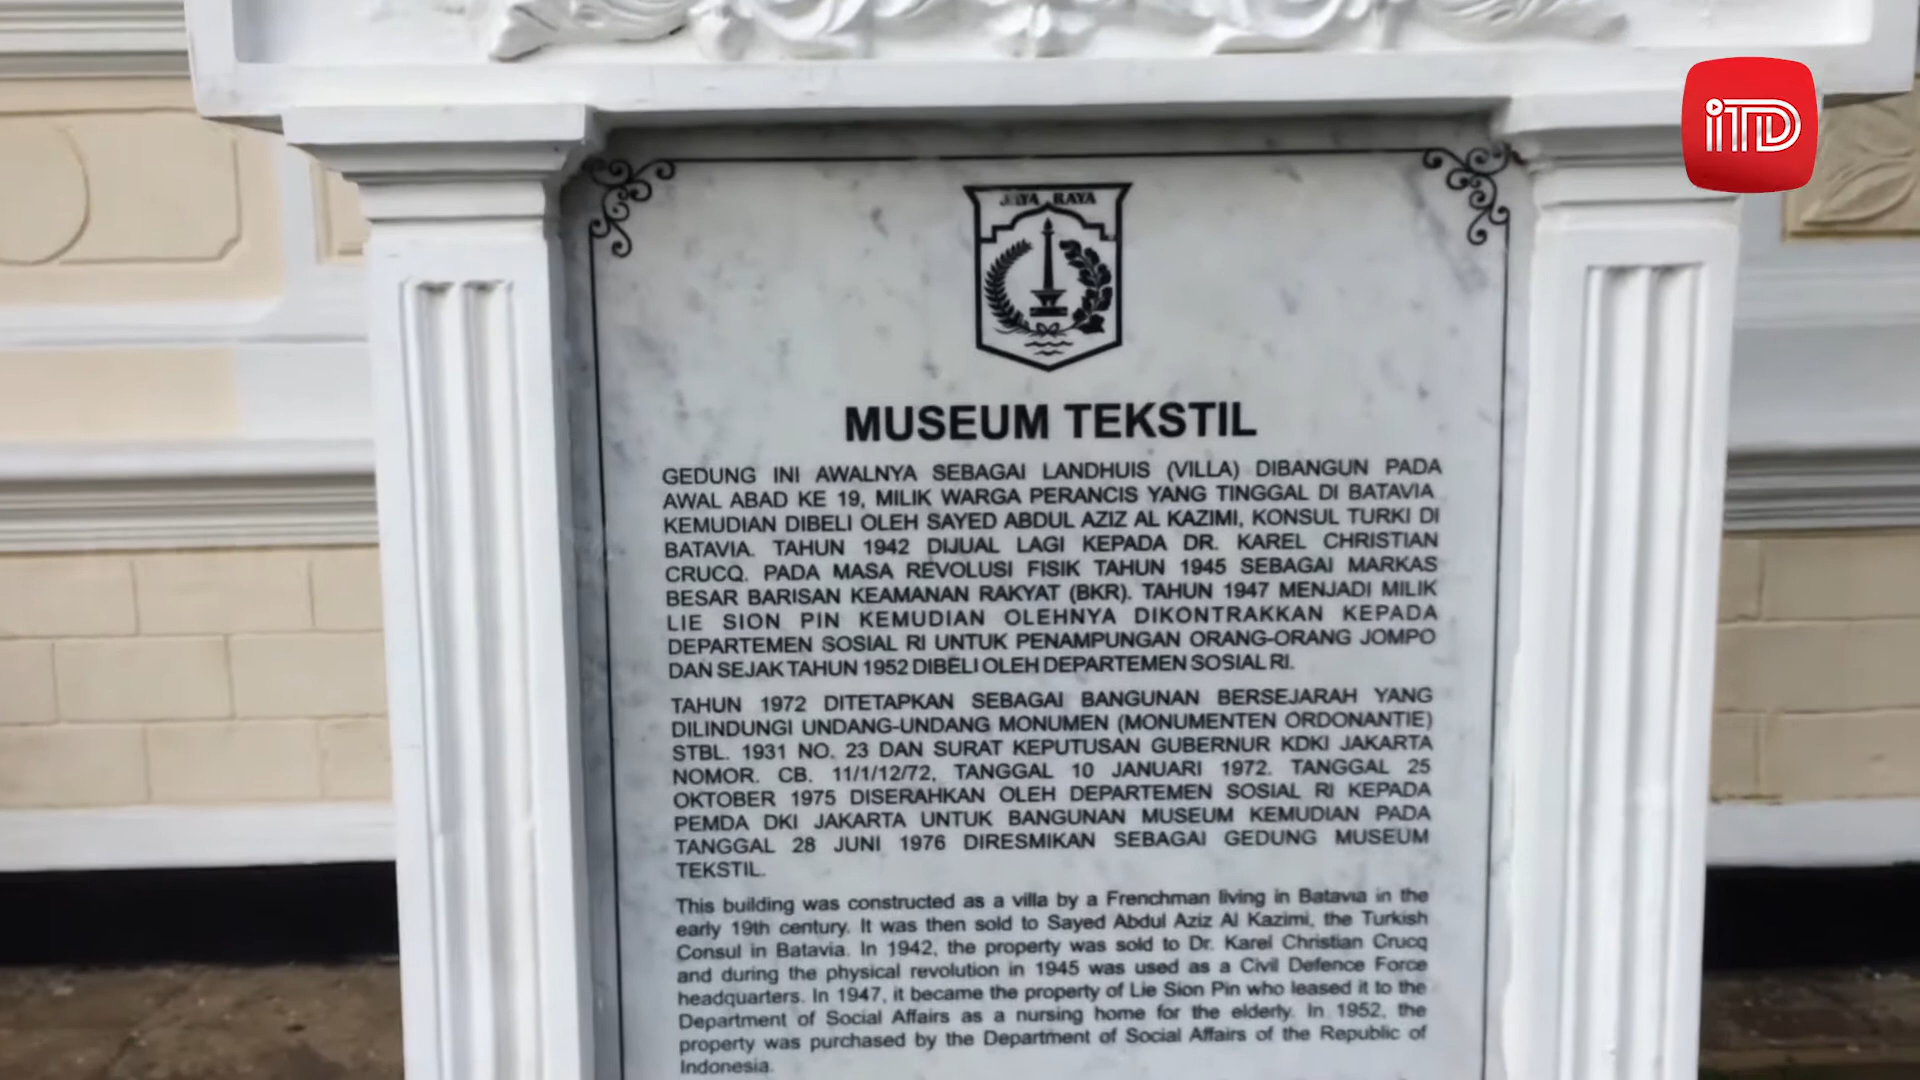 iTD
JAYA RAYA
MUSEUM TEKSTIL
GEDUNG INI AWALNYA SEBAGAI LANDHUIS (VILLA) DIBANGUN PADA
AWAL ABAD KE 19, MILIK WARGA PERANCIS YANG TINGGAL DI BATAVIA
KEMUDIAN DIBELI OLEH SAYED ABDUL AZIZ AL KAZIMI, KONSUL TURKI DI
BATAVIA. TAHUN 1942 DIJUAL LAGI KEPADA DR. KAREL CHRISTIAN
CRUCQ. PADA MASA REVOLUSI FISIK TAHUN 1945 SEBAGAI MARKAS
BESAR BARISAN KEAMANAN RAKYAT (BKR). TAHUN 1947 MENJADI MILIK
LIE SION PIN KEMUDIAN OLEHNYA DIKONTRAKKAN KEPADA
DEPARTEMEN SOSIAL RI UNTUK PENAMPUNGAN ORANG-ORANG JOMPO
DAN SEJAK TAHUN 1952 DIBELI OLEH DEPARTEMEN SOSIAL RI.
TAHUN 1972 DITETAPKAN SEBAGAI BANGUNAN BERSEJARAH YANG
DILINDUNGI UNDANG-UNDANG MONUMEN (MONUMENTEN ORDONANTIE)
STBL. 1931 NO. 23 DAN SURAT KEPUTUSAN GUBERNUR KDKI JAKARTA
NOMOR. CB. 11/1/12/72, TANGGAL 10 JANUARI 1972. TANGGAL 25
OKTOBER 1975 DISERAHKAN OLEH DEPARTEMEN SOSIAL RI KEPADA
PEMDA DKI JAKARTA UNTUK BANGUNAN MUSEUM KEMUDIAN PADA
TANGGAL 28 JUNI 1976 DIRESMIKAN SEBAGAI GEDUNG MUSEUM
TEKSTIL.
This building was constructed as a villa by a Frenchman living in Batavia in the
early 19th century. It was then sold to Sayed Abdul Aziz Al Kazimi, the Turkish
Consul in Batavia. In 1942, the property was sold to Dr. Karel Christian Crucq
and during the physical revolution in 1945 was used as a Civil Defence Force
headquarters. In 1947, it became the property of Lie Sion Pin who leased it to the
Department of Social Affairs as a nursing home for the elderly. In 1952, the
property was purchased by the Department of Social Affairs of the Republic of
Indonesia.